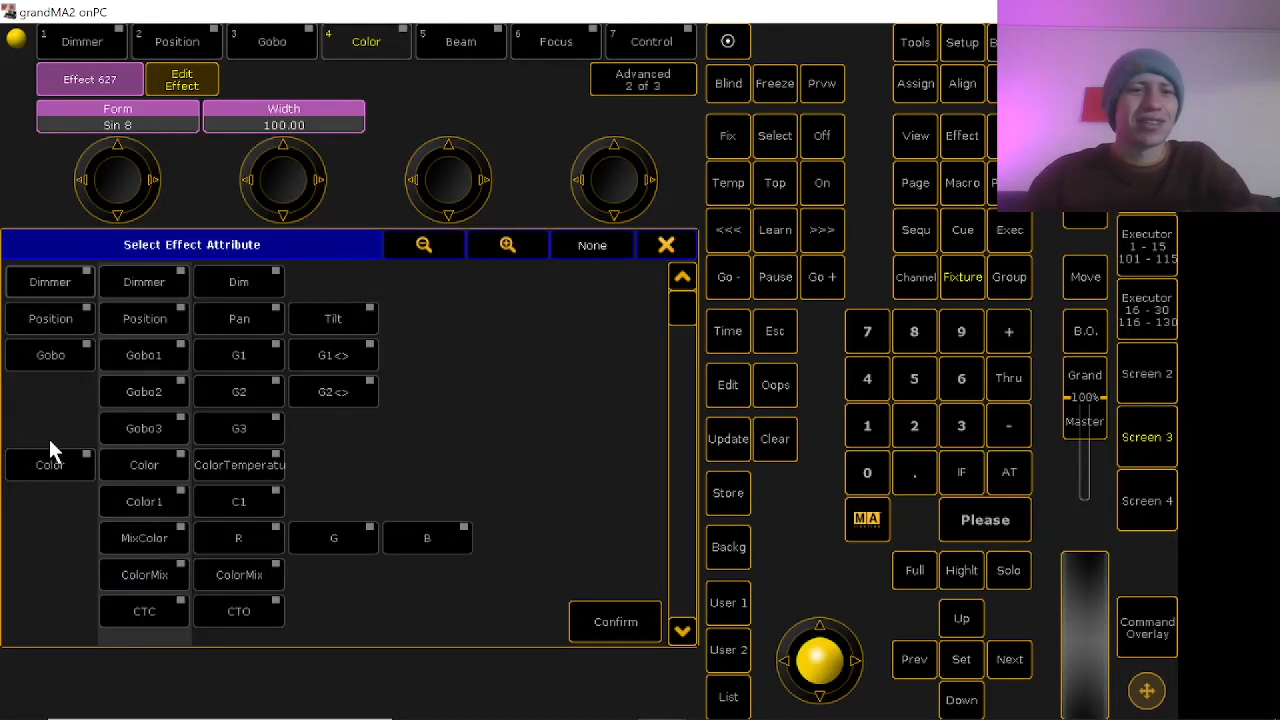 grandMA2 onPC
1 Dimmer
2 Position
3 Gobo
4 Color
5 Beam
6 Focus
7 Control
Effect 627
Edit
Effect
Advanced
2 of 3
Form
Sin 8
Width
100.00
Select Effect Attribute
None
Dimmer Dimmer Dim
Position Position Pan Tilt
Gobo Gobo1 G1 G1<>
Gobo2 G2 G2<>
Gobo3 G3
Color Color ColorTemperatu
Color1 C1
MixColor R G B
ColorMix ColorMix
CTC CTO
Confirm
Blind Freeze Prvw
Fix Select Off
Temp Top On
<<< Learn >>>
Go - Pause Go +
Time Esc
Edit Oops
Update Clear
Store
Backg
User 1
User 2
List
Tools Setup
Assign Align
View Effect
Page Macro
Sequ Cue Exec
Channel Fixture Group
7 8 9 +
4 5 6 Thru
1 2 3 -
0 . IF AT
MA
Please
Full Highlt Solo
Up
Prev Set Next
Down
Move
B.O.
Grand
100%
Master
Executor
1 - 15
101 - 115
Executor
16 - 30
116 - 130
Screen 2
Screen 3
Screen 4
Command
Overlay